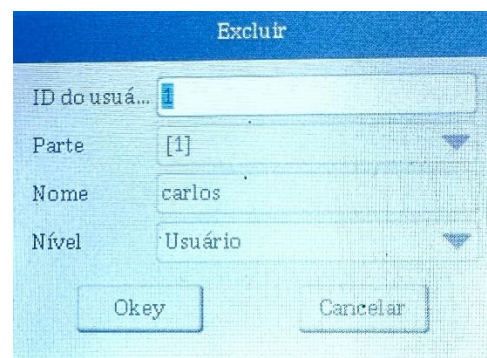 Excluir
ID do usuá... 1
Parte [1]
Nome carlos
Nível Usuário
Okey Cancelar